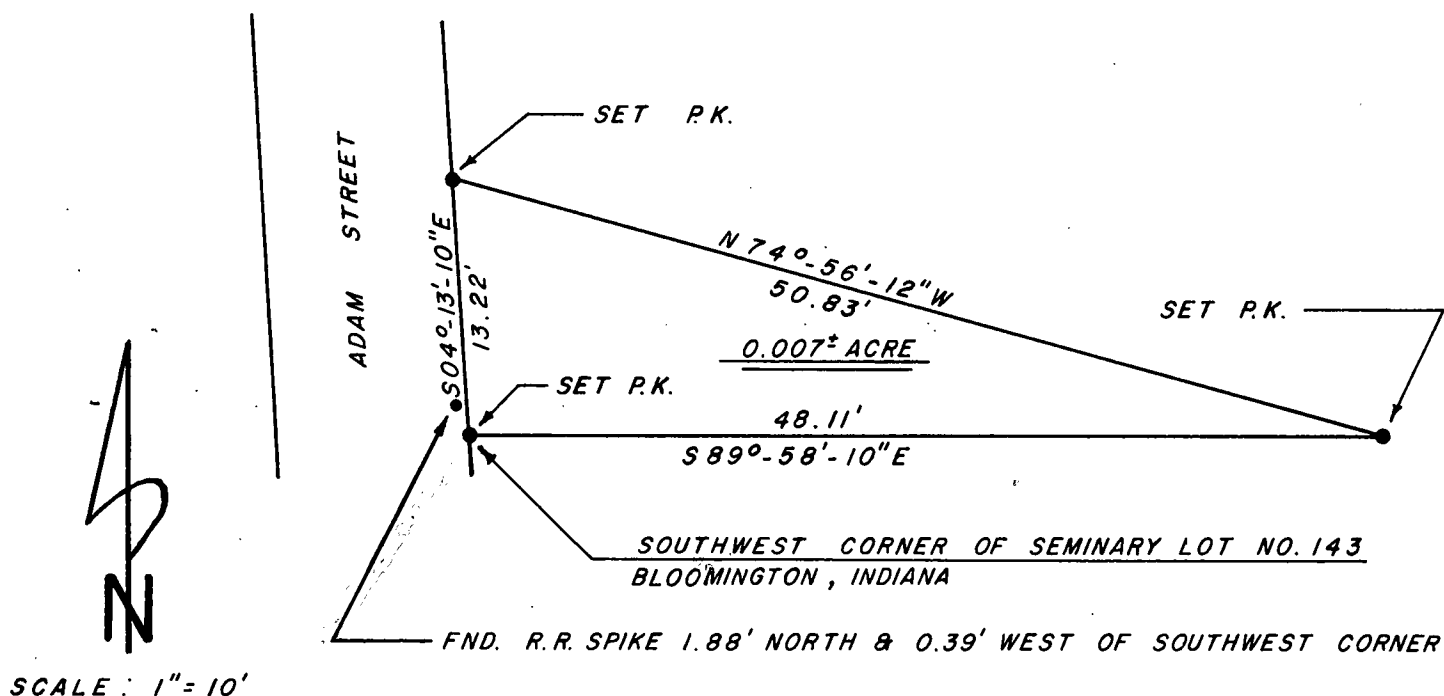 SET P.K.
ADAM STREET
S04°-13'-10"E
13.22'
N 74°-56'-12"W
50.83'
SET P.K.
0.007± ACRE
SET P.K.
48.11'
S89°-58'-10"E
SOUTHWEST CORNER OF SEMINARY LOT NO. 143
BLOOMINGTON, INDIANA
N
FND. R.R. SPIKE 1.88' NORTH & 0.39' WEST OF SOUTHWEST CORNER
SCALE: 1"=10'